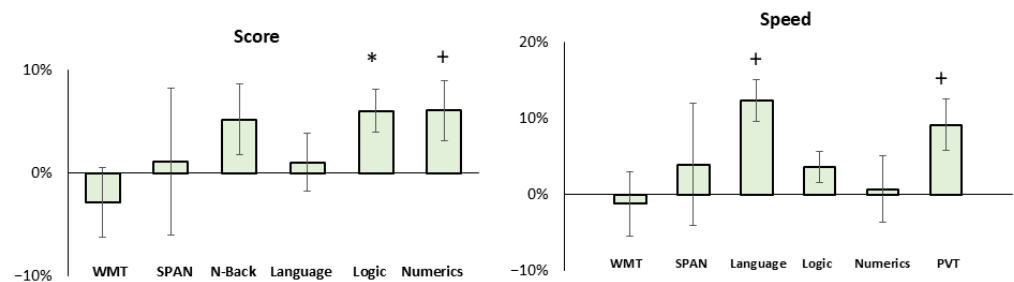 Score
10%
* +
0%
−10%
WMT SPAN N-Back Language Logic Numerics
Speed
20%
+
+
10%
0%
−10%
WMT SPAN Language Logic Numerics PVT